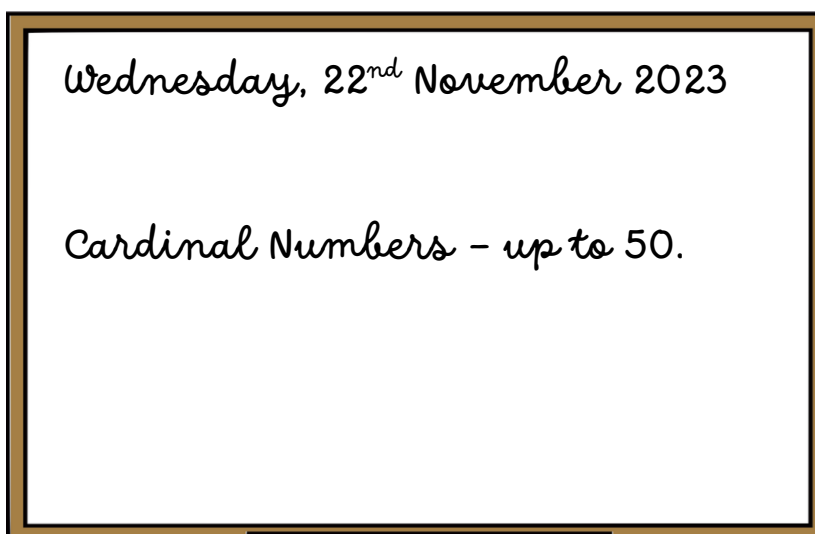 Wednesday, 22nd November 2023
Cardinal Numbers – up to 50.